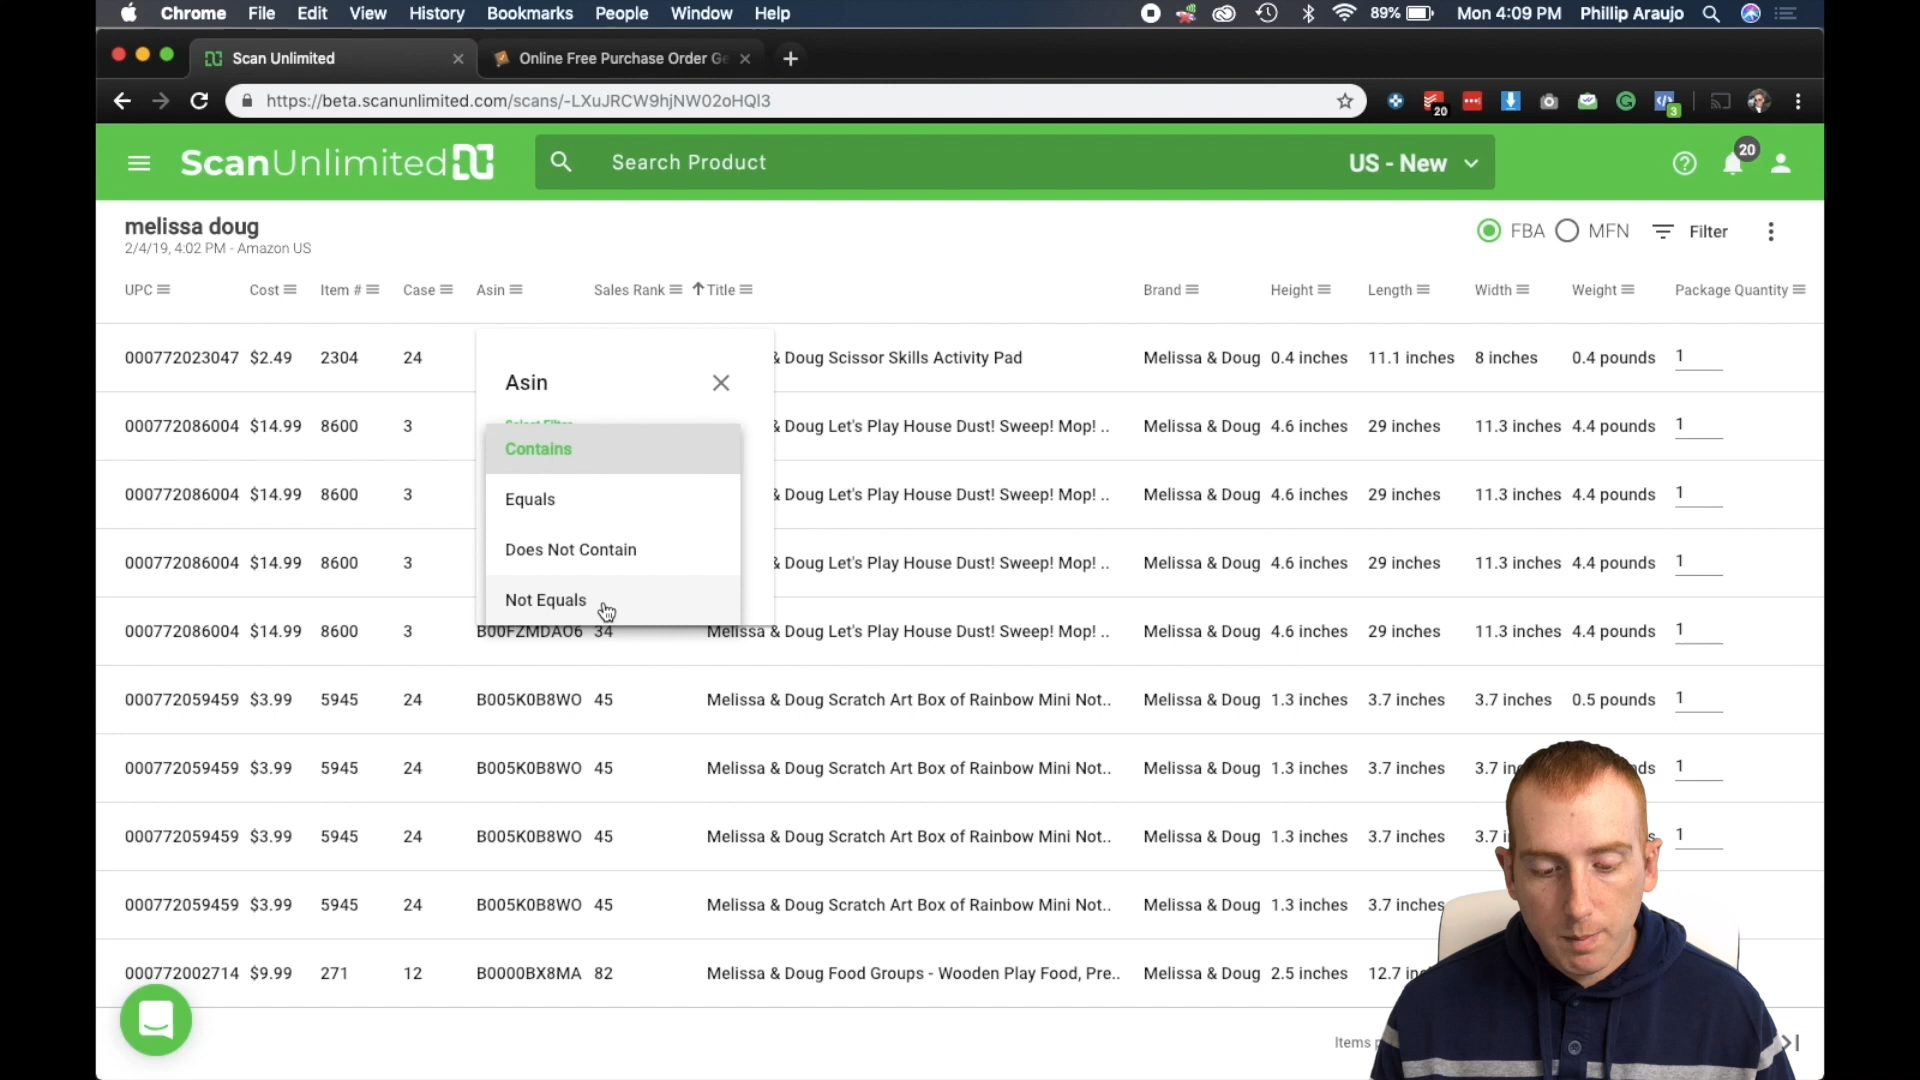 Chrome File Edit View History Bookmarks People Window Help 89% Mon 4:09 PM Phillip Araujo
Scan Unlimited Online Free Purchase Order Ge
https://beta.scanunlimited.com/scans/-LXuJRCW9hjNW02oHQl3 20 3
ScanUnlimited Search Product US - New 20
melissa doug
2/4/19, 4:02 PM - Amazon US
FBA MFN Filter
UPC Cost Item # Case Asin Sales Rank Title Brand Height Length Width Weight Package Quantity
000772023047 $2.49 2304 24 & Doug Scissor Skills Activity Pad Melissa & Doug 0.4 inches 11.1 inches 8 inches 0.4 pounds 1
Asin
Select Filter
Contains
Equals
Does Not Contain
Not Equals
000772086004 $14.99 8600 3 & Doug Let's Play House Dust! Sweep! Mop! .. Melissa & Doug 4.6 inches 29 inches 11.3 inches 4.4 pounds 1
000772086004 $14.99 8600 3 & Doug Let's Play House Dust! Sweep! Mop! .. Melissa & Doug 4.6 inches 29 inches 11.3 inches 4.4 pounds 1
000772086004 $14.99 8600 3 & Doug Let's Play House Dust! Sweep! Mop! .. Melissa & Doug 4.6 inches 29 inches 11.3 inches 4.4 pounds 1
000772086004 $14.99 8600 3 B00FZMDAO6 34 Melissa & Doug Let's Play House Dust! Sweep! Mop! .. Melissa & Doug 4.6 inches 29 inches 11.3 inches 4.4 pounds 1
000772059459 $3.99 5945 24 B005K0B8WO 45 Melissa & Doug Scratch Art Box of Rainbow Mini Not.. Melissa & Doug 1.3 inches 3.7 inches 3.7 inches 0.5 pounds 1
000772059459 $3.99 5945 24 B005K0B8WO 45 Melissa & Doug Scratch Art Box of Rainbow Mini Not.. Melissa & Doug 1.3 inches 3.7 inches 3.7 in ds 1
000772059459 $3.99 5945 24 B005K0B8WO 45 Melissa & Doug Scratch Art Box of Rainbow Mini Not.. Melissa & Doug 1.3 inches 3.7 inches 3.7 i s 1
000772059459 $3.99 5945 24 B005K0B8WO 45 Melissa & Doug Scratch Art Box of Rainbow Mini Not.. Melissa & Doug 1.3 inches 3.7 inches
000772002714 $9.99 271 12 B0000BX8MA 82 Melissa & Doug Food Groups - Wooden Play Food, Pre.. Melissa & Doug 2.5 inches 12.7 in
Items p